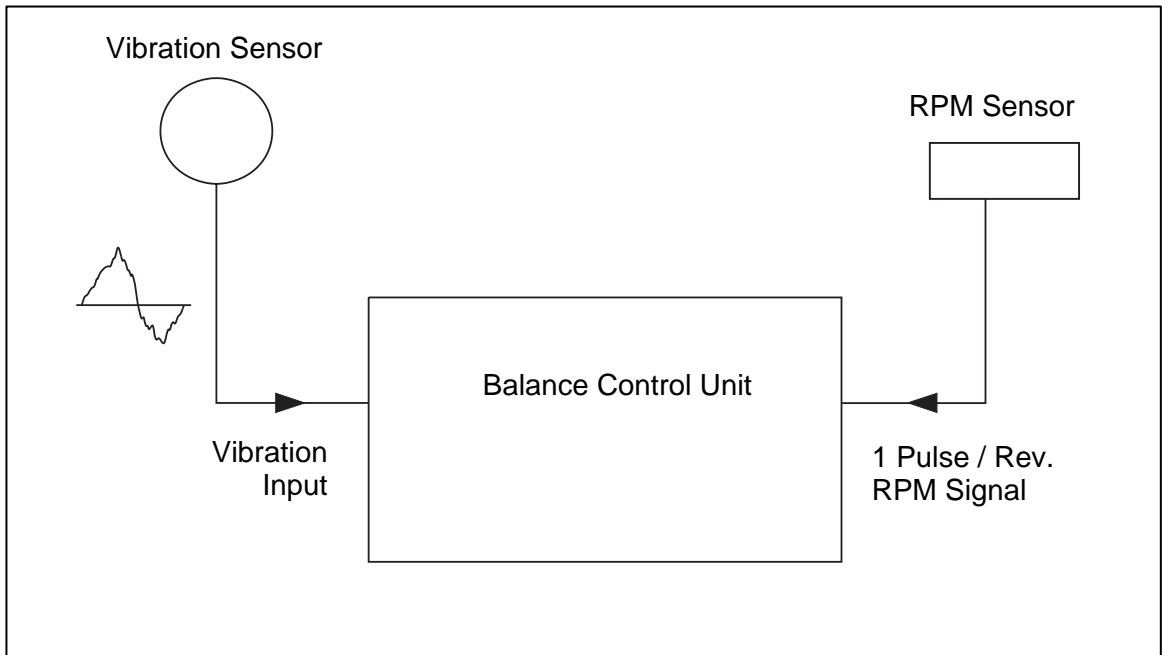 Vibration Sensor
RPM Sensor
Balance Control Unit
Vibration
Input
1 Pulse / Rev.
RPM Signal